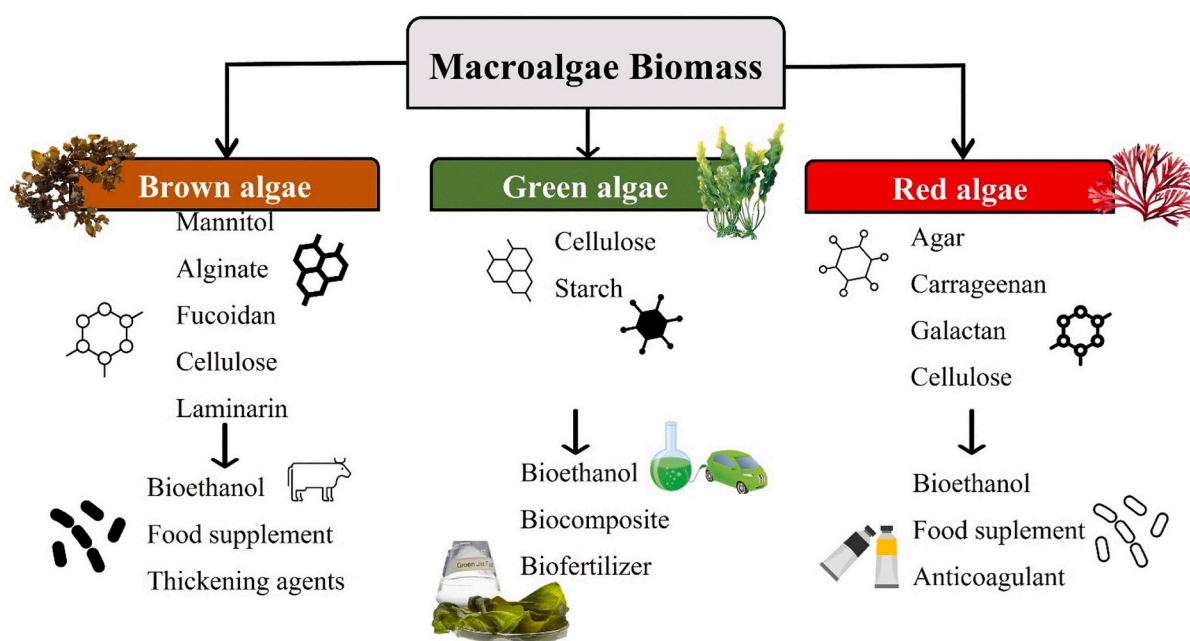 Macroalgae Biomass
Brown algae
Mannitol
Alginate
Fucoidan
Cellulose
Laminarin
Bioethanol
Food supplement
Thickening agents
Green algae
Cellulose
Starch
Bioethanol
Biocomposite
Biofertilizer
Green
Red algae
Agar
Carrageenan
Galactan
Cellulose
Bioethanol
Food suplement
Anticoagulant